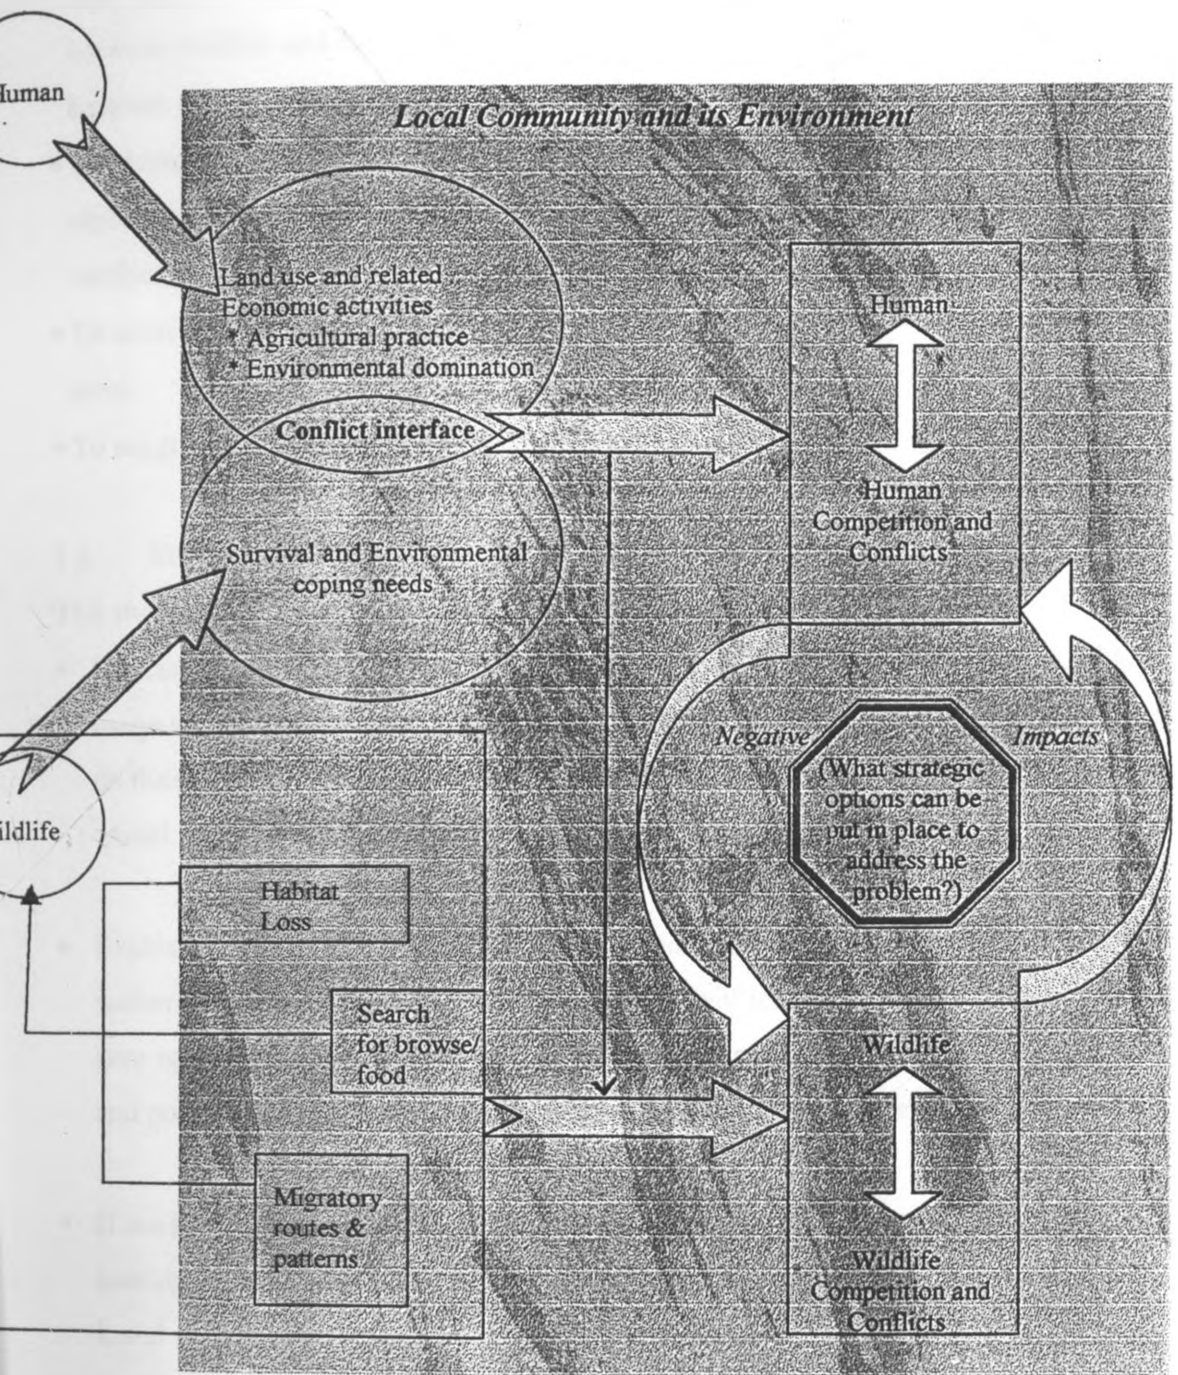 Human
Local Community and its Environment
Land use and related
Economic activities
* Agricultural practice
* Environmental domination
Conflict interface
Survival and Environmental
coping needs
Human
Human
Competition and
Conflicts
Negative
Impacts
(What strategic
options can be
put in place to
address the
problem?)
ildlife
Habitat
Loss
Search
for browse/
food
Migratory
routes &
patterns
Wildlife
Wildlife
Competition and
Conflicts